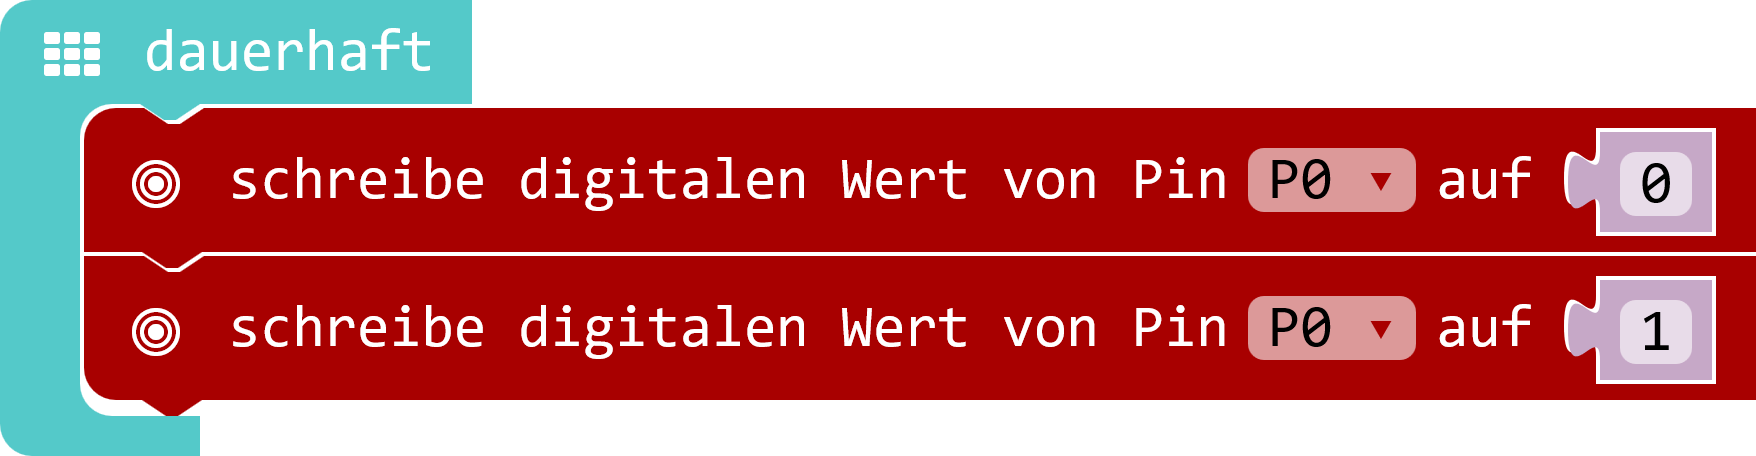 dauerhaft
schreibe digitalen Wert von Pin P0 auf 0
schreibe digitalen Wert von Pin P0 auf 1